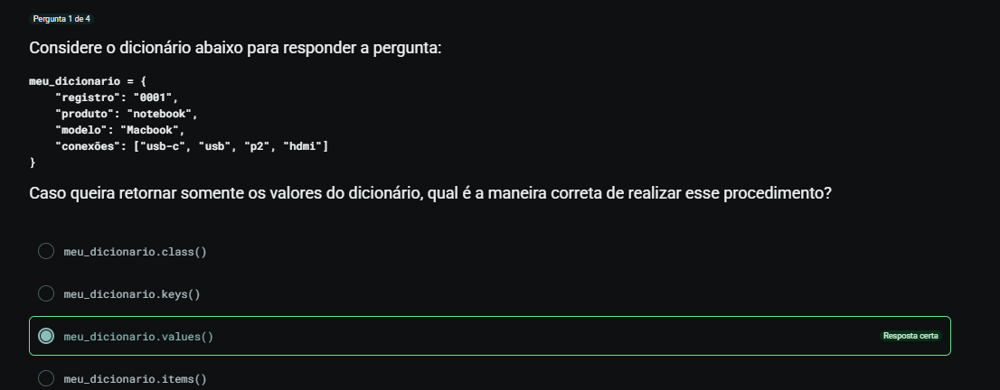 Pergunta 1 de 4
Considere o dicionário abaixo para responder a pergunta:
meu_dicionario = {
    "registro": "0001",
    "produto": "notebook",
    "modelo": "Macbook",
    "conexões": ["usb-c", "usb", "p2", "hdmi"]
}
Caso queira retornar somente os valores do dicionário, qual é a maneira correta de realizar esse procedimento?
meu_dicionario.class()
meu_dicionario.keys()
meu_dicionario.values() Resposta certa
meu_dicionario.items()